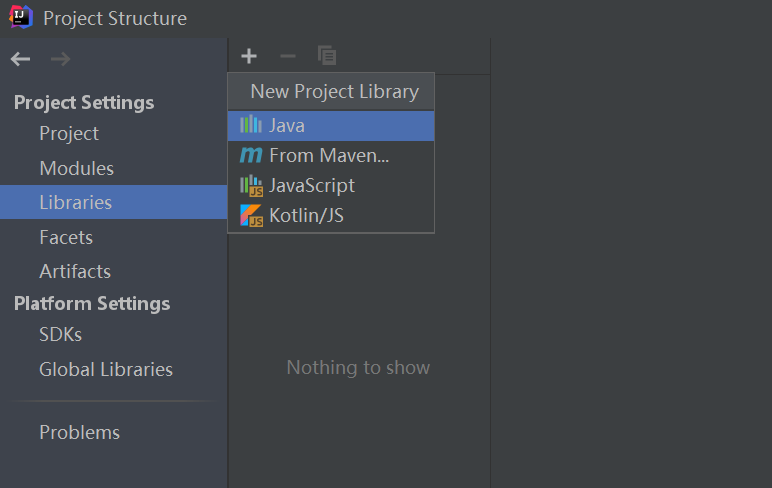 Project Structure
Project Settings
Project
Modules
Libraries
Facets
Artifacts
Platform Settings
SDKs
Global Libraries
Problems
New Project Library
Java
From Maven...
JavaScript
Kotlin/JS
Nothing to show